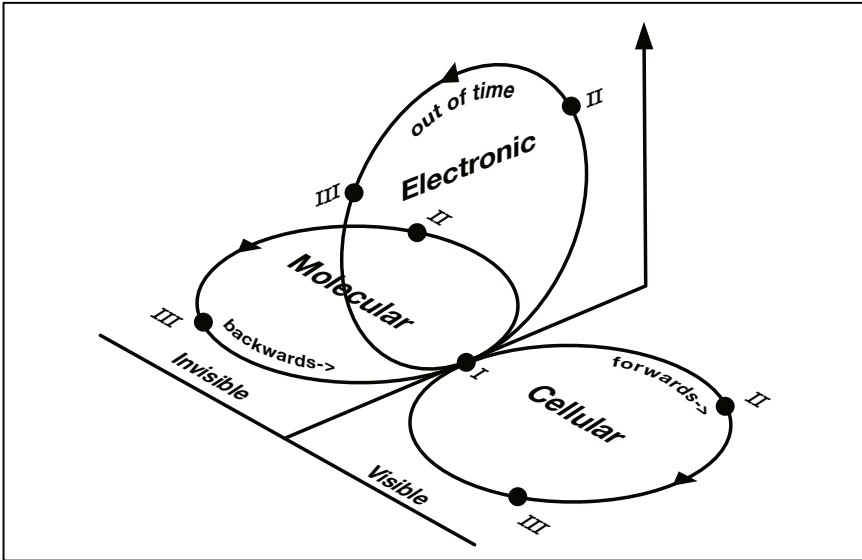 out of time
II
Electronic
III
II
Molecular
III
backwards->
Invisible
I
forwards->
II
Cellular
Visible
III